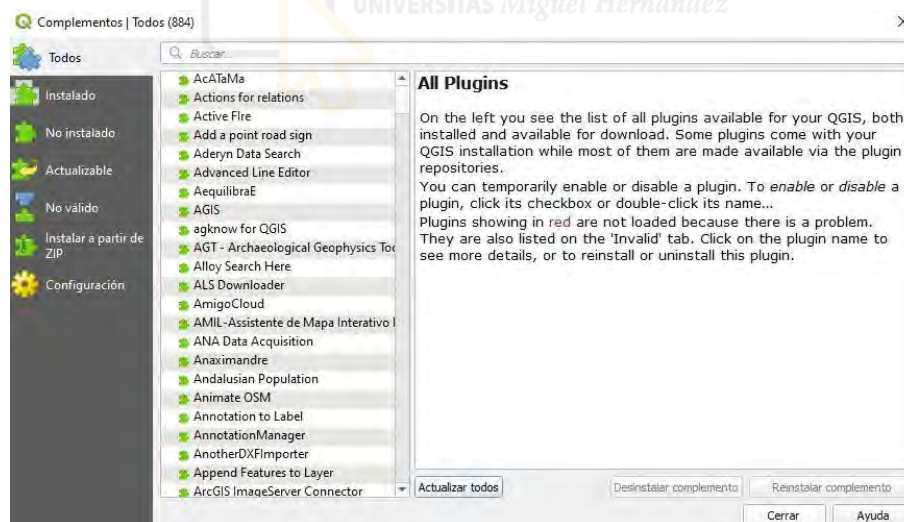 UNIVERSITAS Miguel Hernández
Complementos | Todos (884)
Todos
Instalado
No instalado
Actualizable
No válido
Instalar a partir de
ZIP
Configuración
Buscar...
AcATaMa
Actions for relations
Active FIre
Add a point road sign
Aderyn Data Search
Advanced Line Editor
AequilibraE
AGIS
agknow for QGIS
AGT - Archaeological Geophysics Too
Alloy Search Here
ALS Downloader
AmigoCloud
AMIL-Assistente de Mapa Interativo
ANA Data Acquisition
Anaximandre
Andalusian Population
Animate OSM
Annotation to Label
AnnotationManager
AnotherDXFImporter
Append Features to Layer
ArcGIS ImageServer Connector
All Plugins
On the left you see the list of all plugins available for your QGIS, both
installed and available for download. Some plugins come with your
QGIS installation while most of them are made available via the plugin
repositories.
You can temporarily enable or disable a plugin. To enable or disable a
plugin, click its checkbox or double-click its name...
Plugins showing in red are not loaded because there is a problem.
They are also listed on the 'Invalid' tab. Click on the plugin name to
see more details, or to reinstall or uninstall this plugin.
Actualizar todos
Desinstalar complemento
Reinstalar complemento
Cerrar
Ayuda